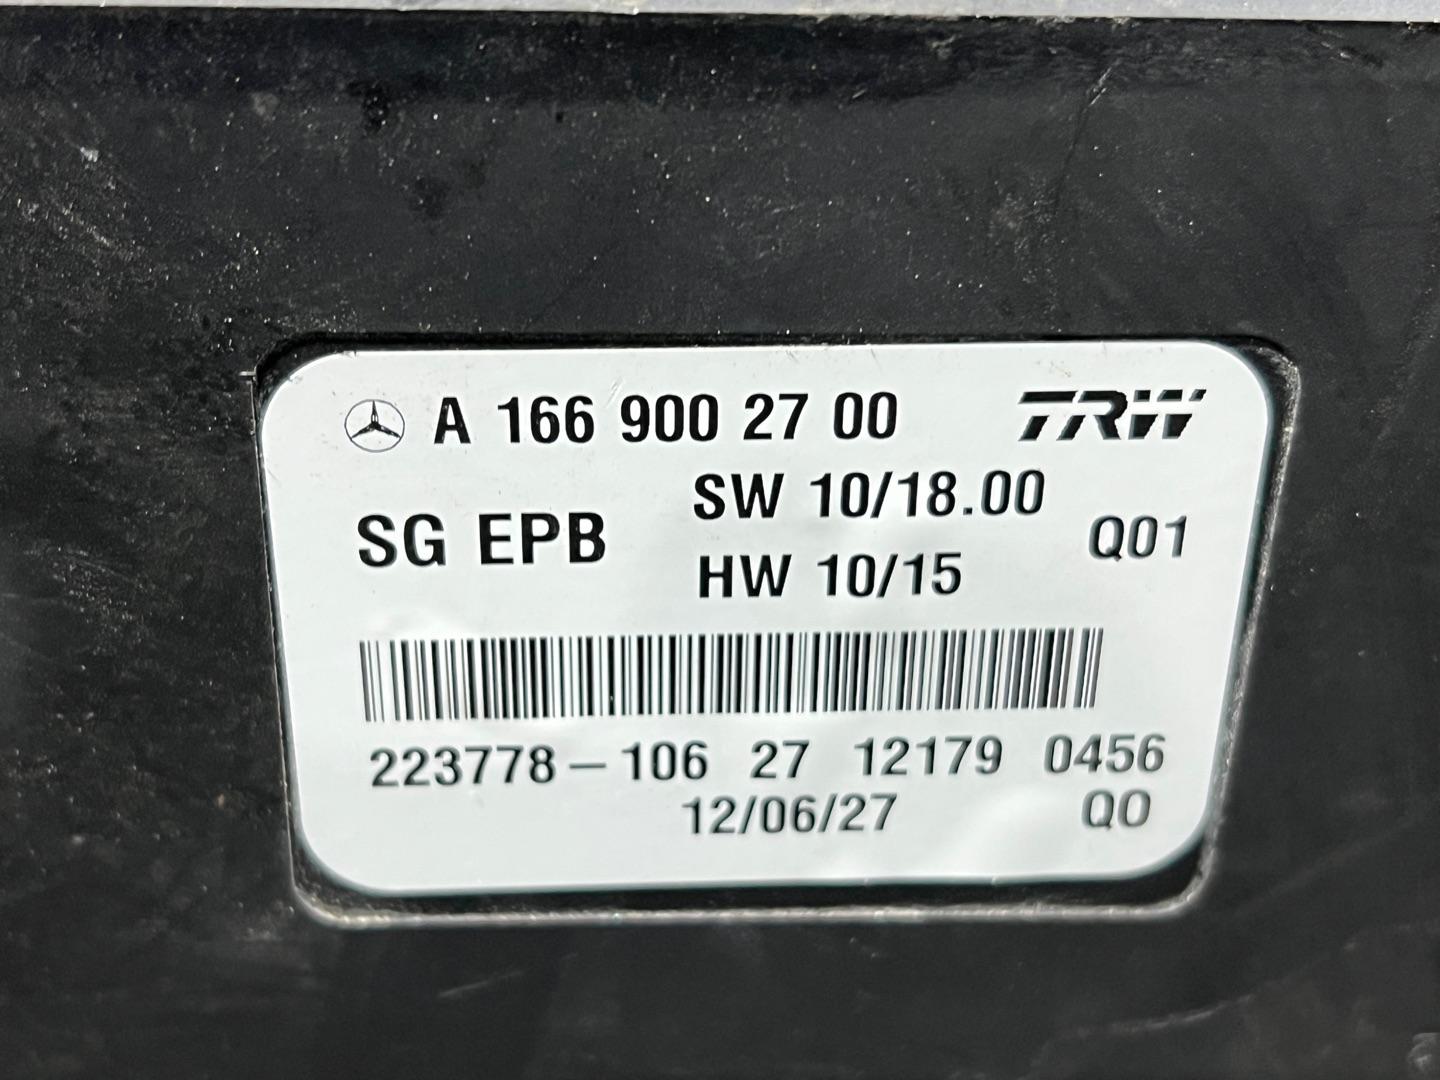 A 166 900 27 00 TRW
SW 10/18.00
SG EPB Q01
HW 10/15
223778-106 27 12179 0456
12/06/27 Q0